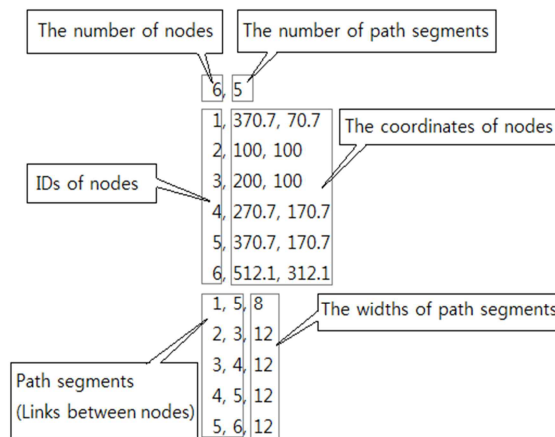 The number of nodes
The number of path segments
6, 5
1, 370.7, 70.7
2, 100, 100
3, 200, 100
4, 270.7, 170.7
5, 370.7, 170.7
6, 512.1, 312.1
The coordinates of nodes
IDs of nodes
1, 5, 8
2, 3, 12
3, 4, 12
4, 5, 12
5, 6, 12
The widths of path segments
Path segments
(Links between nodes)